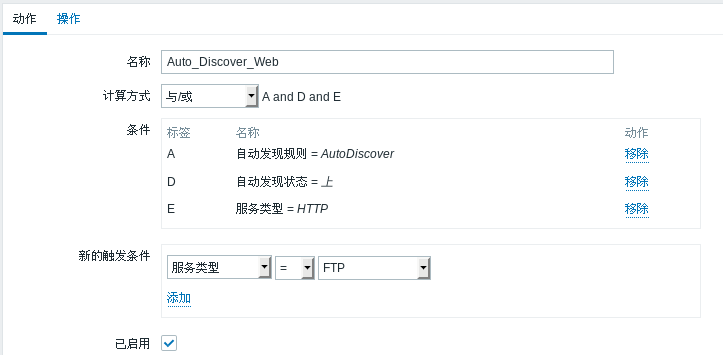 动作 操作
名称 Auto_Discover_Web
计算方式 与/或 A and D and E
条件 标签 名称 动作
A 自动发现规则 = AutoDiscover 移除
D 自动发现状态 = 上 移除
E 服务类型 = HTTP 移除
新的触发条件
服务类型 = FTP
添加
已启用